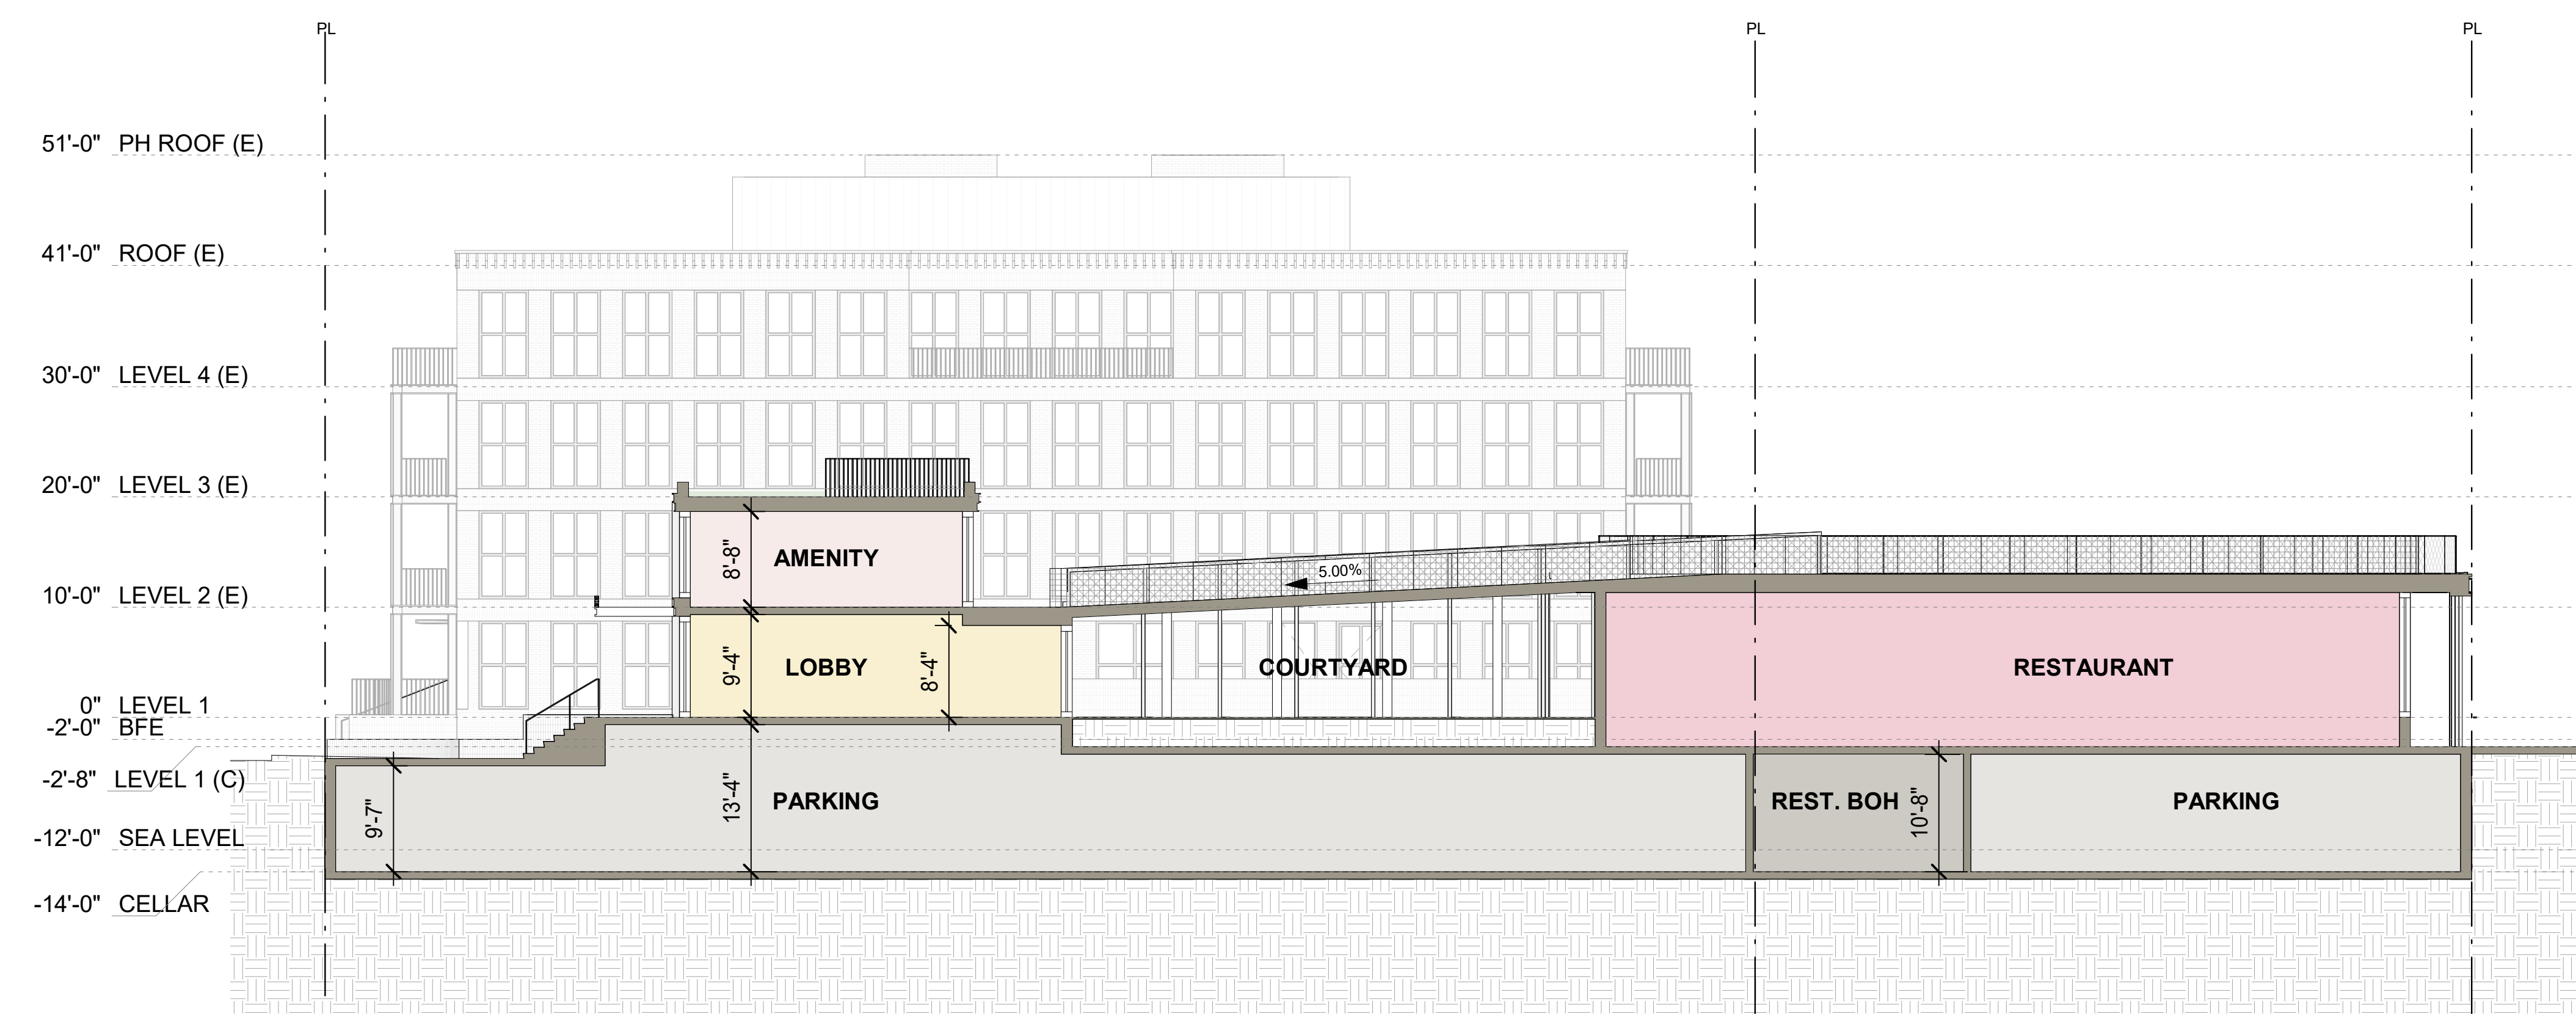 PL PL PL
51'-0" PH ROOF (E)
41'-0" ROOF (E)
30'-0" LEVEL 4 (E)
20'-0" LEVEL 3 (E)
8'-8" AMENITY
5.00%
10'-0" LEVEL 2 (E)
9'-4" LOBBY 8'-4" COURTYARD RESTAURANT
0" LEVEL 1
-2'-0" BFE
-2'-8" LEVEL 1 (C)
9'-7" 13'-4" PARKING REST. BOH 10'-8" PARKING
-12'-0" SEA LEVEL
-14'-0" CELLAR